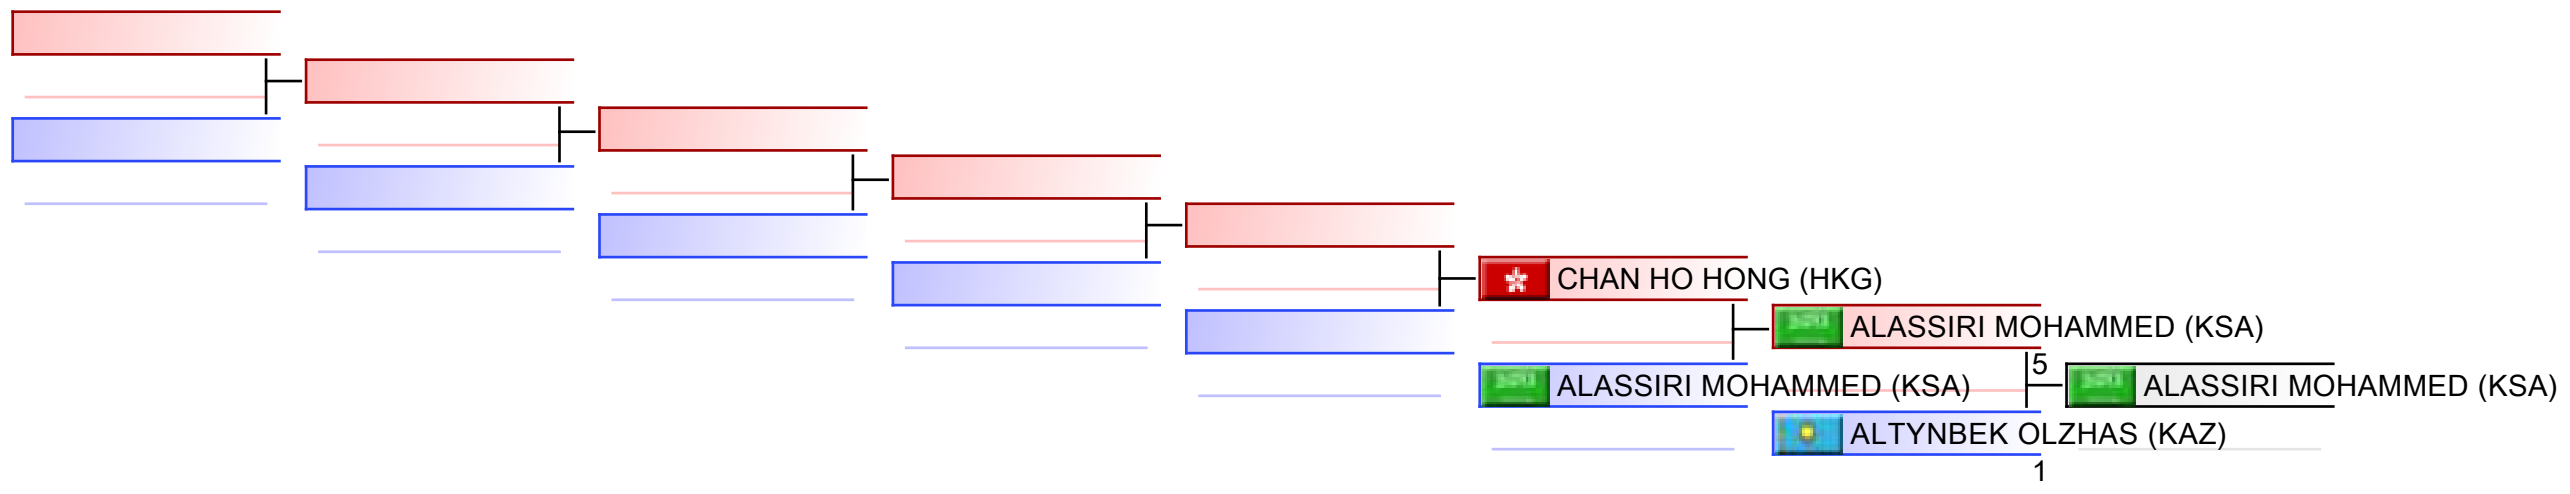 CHAN HO HONG (HKG)
ALASSIRI MOHAMMED (KSA)
5
ALASSIRI MOHAMMED (KSA)
ALASSIRI MOHAMMED (KSA)
ALTYNBEK OLZHAS (KAZ)
1